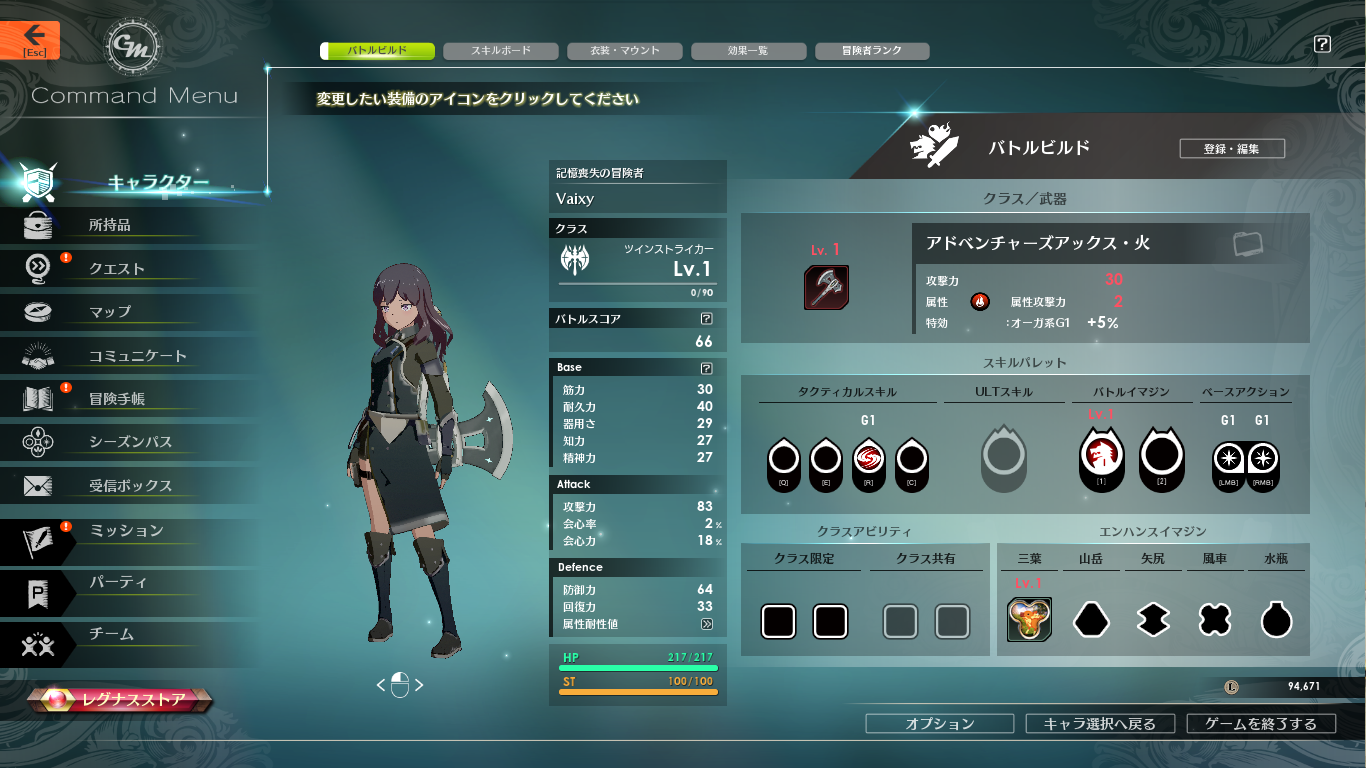 [Esc]
CM
Command Menu
バトルビルド
スキルボード
衣装・マウント
効果一覧
冒険者ランク
?
変更したい装備のアイコンをクリックしてください
キャラクター
所持品
クエスト
マップ
コミュニケート
冒険手帳
シーズンパス
受信ボックス
ミッション
パーティ
チーム
レグナスストア
記憶喪失の冒険者
Vaixy
クラス
ツインストライカー
Lv.1
0/90
バトルスコア ?
66
Base ?
筋力 30
耐久力 40
器用さ 29
知力 27
精神力 27
Attack
攻撃力 83
会心率 2 %
会心力 18 %
Defence
防御力 64
回復力 33
属性耐性値
HP 217/217
ST 100/100
バトルビルド
登録・編集
クラス／武器
Lv. 1
アドベンチャーズアックス・火
攻撃力 30
属性 属性攻撃力 2
特効 :オーガ系G1 +5%
スキルパレット
タクティカルスキル ULTスキル バトルイマジン ベースアクション
G1 Lv.1 G1 G1
[Q] [E] [R] [C] [1] [2] [LMB] [RMB]
クラスアビリティ
クラス限定 クラス共有
エンハンスイマジン
三葉 山岳 矢尻 風車 水瓶
Lv.1
94,671
オプション
キャラ選択へ戻る
ゲームを終了する